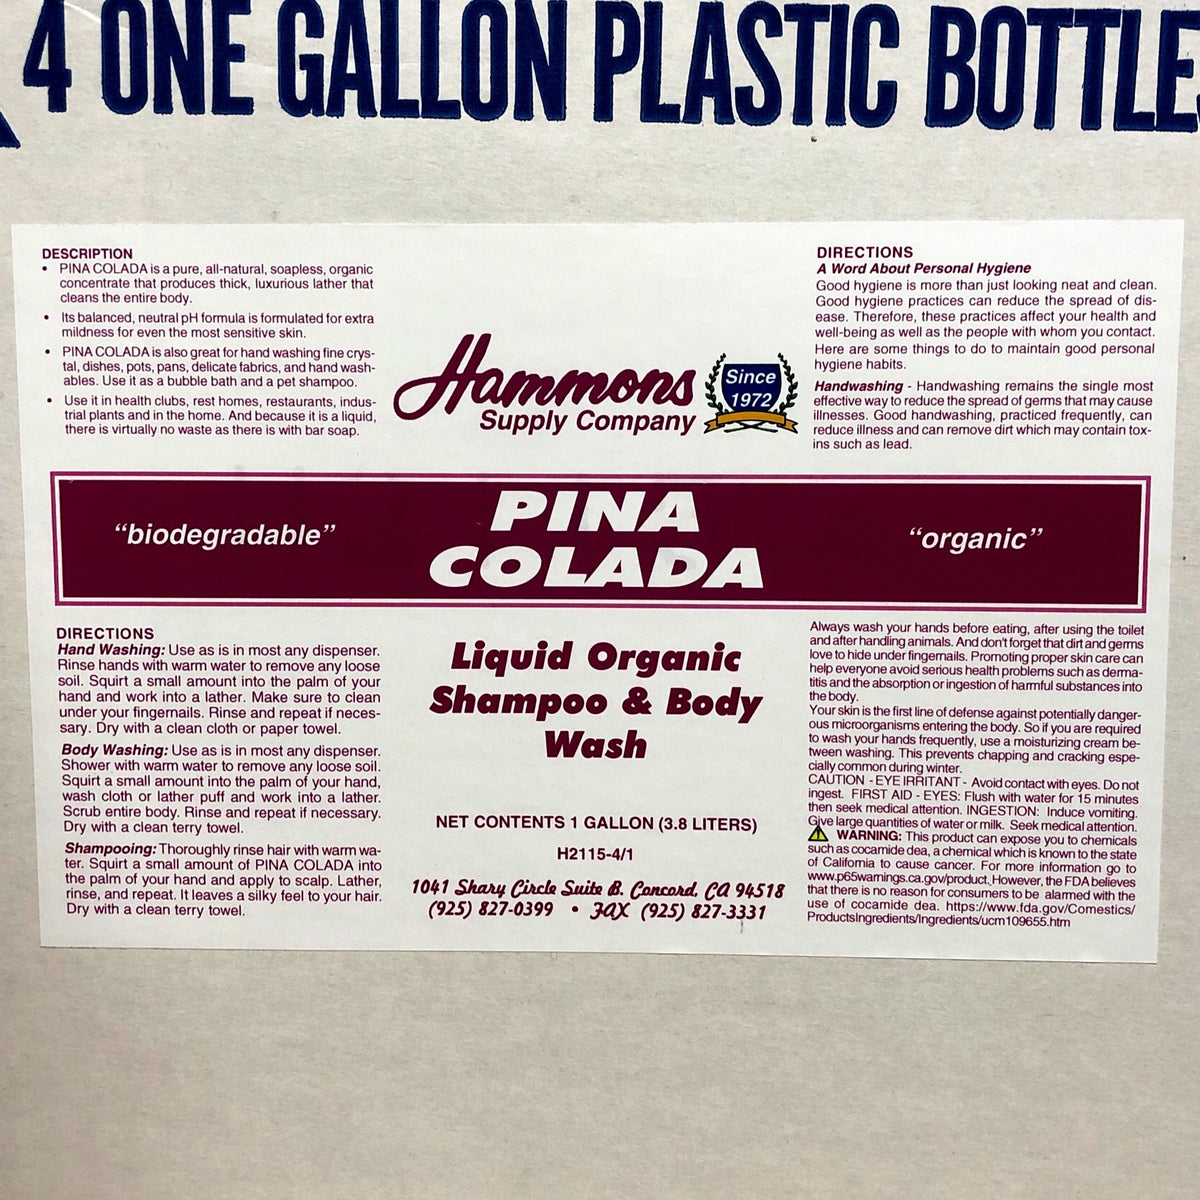 4 ONE GALLON PLASTIC BOTTLES
DESCRIPTION
• PINA COLADA is a pure, all-natural, soapless, organic
concentrate that produces thick, luxurious lather that
cleans the entire body.
• Its balanced, neutral pH formula is formulated for extra
mildness for even the most sensitive skin.
• PINA COLADA is also great for hand washing fine crys-
tal, dishes, pots, pans, delicate fabrics, and hand wash-
ables. Use it as a bubble bath and a pet shampoo.
• Use it in health clubs, rest homes, restaurants, indus-
trial plants and in the home. And because it is a liquid,
there is virtually no waste as there is with bar soap.
Hammons
Supply Company
Since
1972
DIRECTIONS
A Word About Personal Hygiene
Good hygiene is more than just looking neat and clean.
Good hygiene practices can reduce the spread of dis-
ease. Therefore, these practices affect your health and
well-being as well as the people with whom you contact.
Here are some things to do to maintain good personal
hygiene habits.
Handwashing - Handwashing remains the single most
effective way to reduce the spread of germs that may cause
illnesses. Good handwashing, practiced frequently, can
reduce illness and can remove dirt which may contain tox-
ins such as lead.
"biodegradable"
PINA
COLADA
"organic"
DIRECTIONS
Hand Washing: Use as is in most any dispenser.
Rinse hands with warm water to remove any loose
soil. Squirt a small amount into the palm of your
hand and work into a lather. Make sure to clean
under your fingernails. Rinse and repeat if neces-
sary. Dry with a clean cloth or paper towel.
Body Washing: Use as is in most any dispenser.
Shower with warm water to remove any loose soil.
Squirt a small amount into the palm of your hand,
wash cloth or lather puff and work into a lather.
Scrub entire body. Rinse and repeat if necessary.
Dry with a clean terry towel.
Shampooing: Thoroughly rinse hair with warm wa-
ter. Squirt a small amount of PINA COLADA into
the palm of your hand and apply to scalp. Lather,
rinse, and repeat. It leaves a silky feel to your hair.
Dry with a clean terry towel.
Liquid Organic
Shampoo & Body
Wash
NET CONTENTS 1 GALLON (3.8 LITERS)
H2115-4/1
1041 Shary Circle Suite B. Concord, CA 94518
(925) 827-0399 • FAX (925) 827-3331
Always wash your hands before eating, after using the toilet
and after handling animals. And don't forget that dirt and germs
love to hide under fingernails. Promoting proper skin care can
help everyone avoid serious health problems such as derma-
titis and the absorption or ingestion of harmful substances into
the body.
Your skin is the first line of defense against potentially danger-
ous microorganisms entering the body. So if you are required
to wash your hands frequently, use a moisturizing cream be-
tween washing. This prevents chapping and cracking espe-
cially common during winter.
CAUTION - EYE IRRITANT - Avoid contact with eyes. Do not
ingest. FIRST AID - EYES: Flush with water for 15 minutes
then seek medical attention. INGESTION: Induce vomiting.
Give large quantities of water or milk. Seek medical attention.
WARNING: This product can expose you to chemicals
such as cocamide dea, a chemical which is known to the state
of California to cause cancer. For more information go to
www.p65warnings.ca.gov/product. However, the FDA believes
that there is no reason for consumers to be alarmed with the
use of cocamide dea. https://www.fda.gov/Comestics/
ProductsIngredients/Ingredients/ucm109655.htm